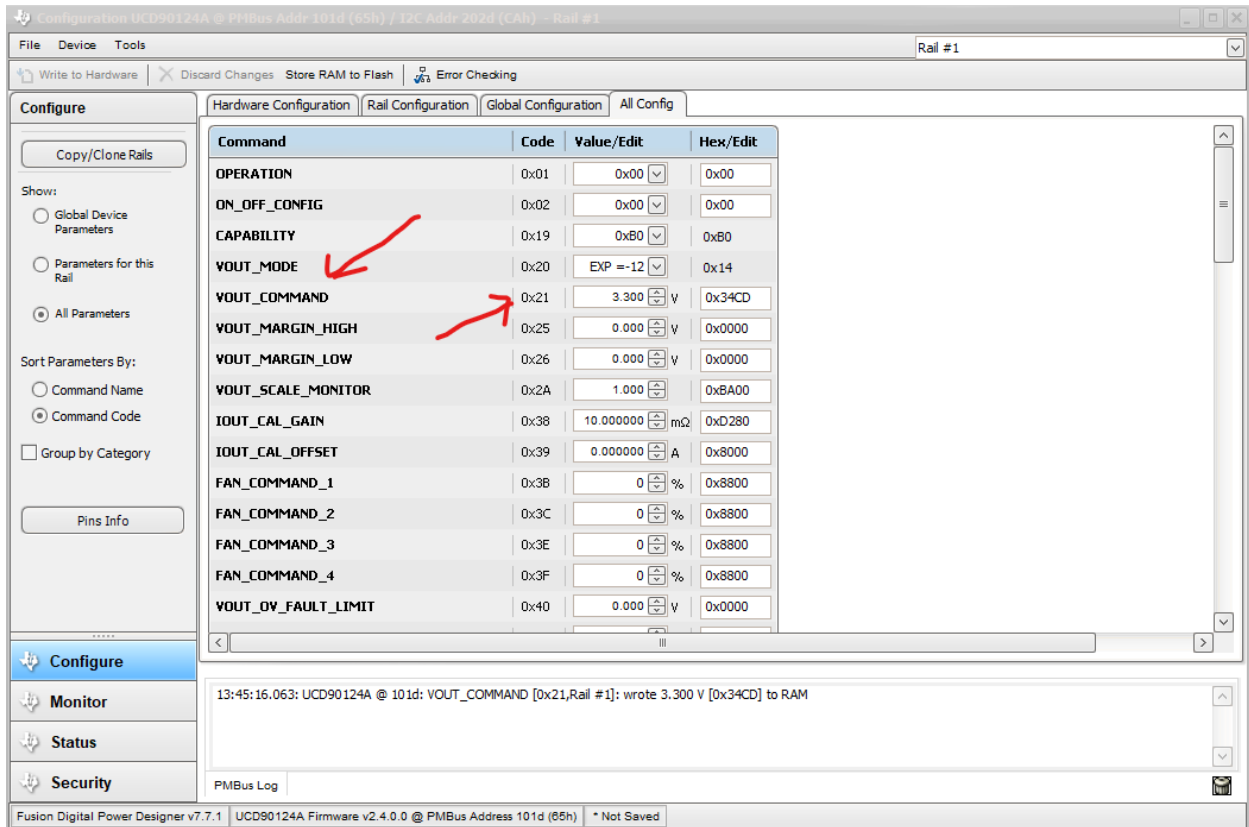 Configuration UCD90124A @ PMBus Addr 101d (65h) / I2C Addr 202d (CAh) - Rail #1
File Device Tools
Rail #1
Write to Hardware Discard Changes Store RAM to Flash Error Checking
Configure
Copy/Clone Rails
Show:
Global Device
Parameters
Parameters for this
Rail
All Parameters
Sort Parameters By:
Command Name
Command Code
Group by Category
Pins Info
Hardware Configuration Rail Configuration Global Configuration All Config
Command Code Value/Edit Hex/Edit
OPERATION 0x01 0x00 0x00
ON_OFF_CONFIG 0x02 0x00 0x00
CAPABILITY 0x19 0xB0 0xB0
VOUT_MODE 0x20 EXP =-12 0x14
VOUT_COMMAND 0x21 3.300 V 0x34CD
VOUT_MARGIN_HIGH 0x25 0.000 V 0x0000
VOUT_MARGIN_LOW 0x26 0.000 V 0x0000
VOUT_SCALE_MONITOR 0x2A 1.000 0xBA00
IOUT_CAL_GAIN 0x38 10.000000 mΩ 0xD280
IOUT_CAL_OFFSET 0x39 0.000000 A 0x8000
FAN_COMMAND_1 0x3B 0 % 0x8800
FAN_COMMAND_2 0x3C 0 % 0x8800
FAN_COMMAND_3 0x3E 0 % 0x8800
FAN_COMMAND_4 0x3F 0 % 0x8800
VOUT_OV_FAULT_LIMIT 0x40 0.000 V 0x0000
Configure
Monitor
Status
Security
13:45:16.063: UCD90124A @ 101d: VOUT_COMMAND [0x21,Rail #1]: wrote 3.300 V [0x34CD] to RAM
PMBus Log
Fusion Digital Power Designer v7.7.1 UCD90124A Firmware v2.4.0.0 @ PMBus Address 101d (65h) * Not Saved